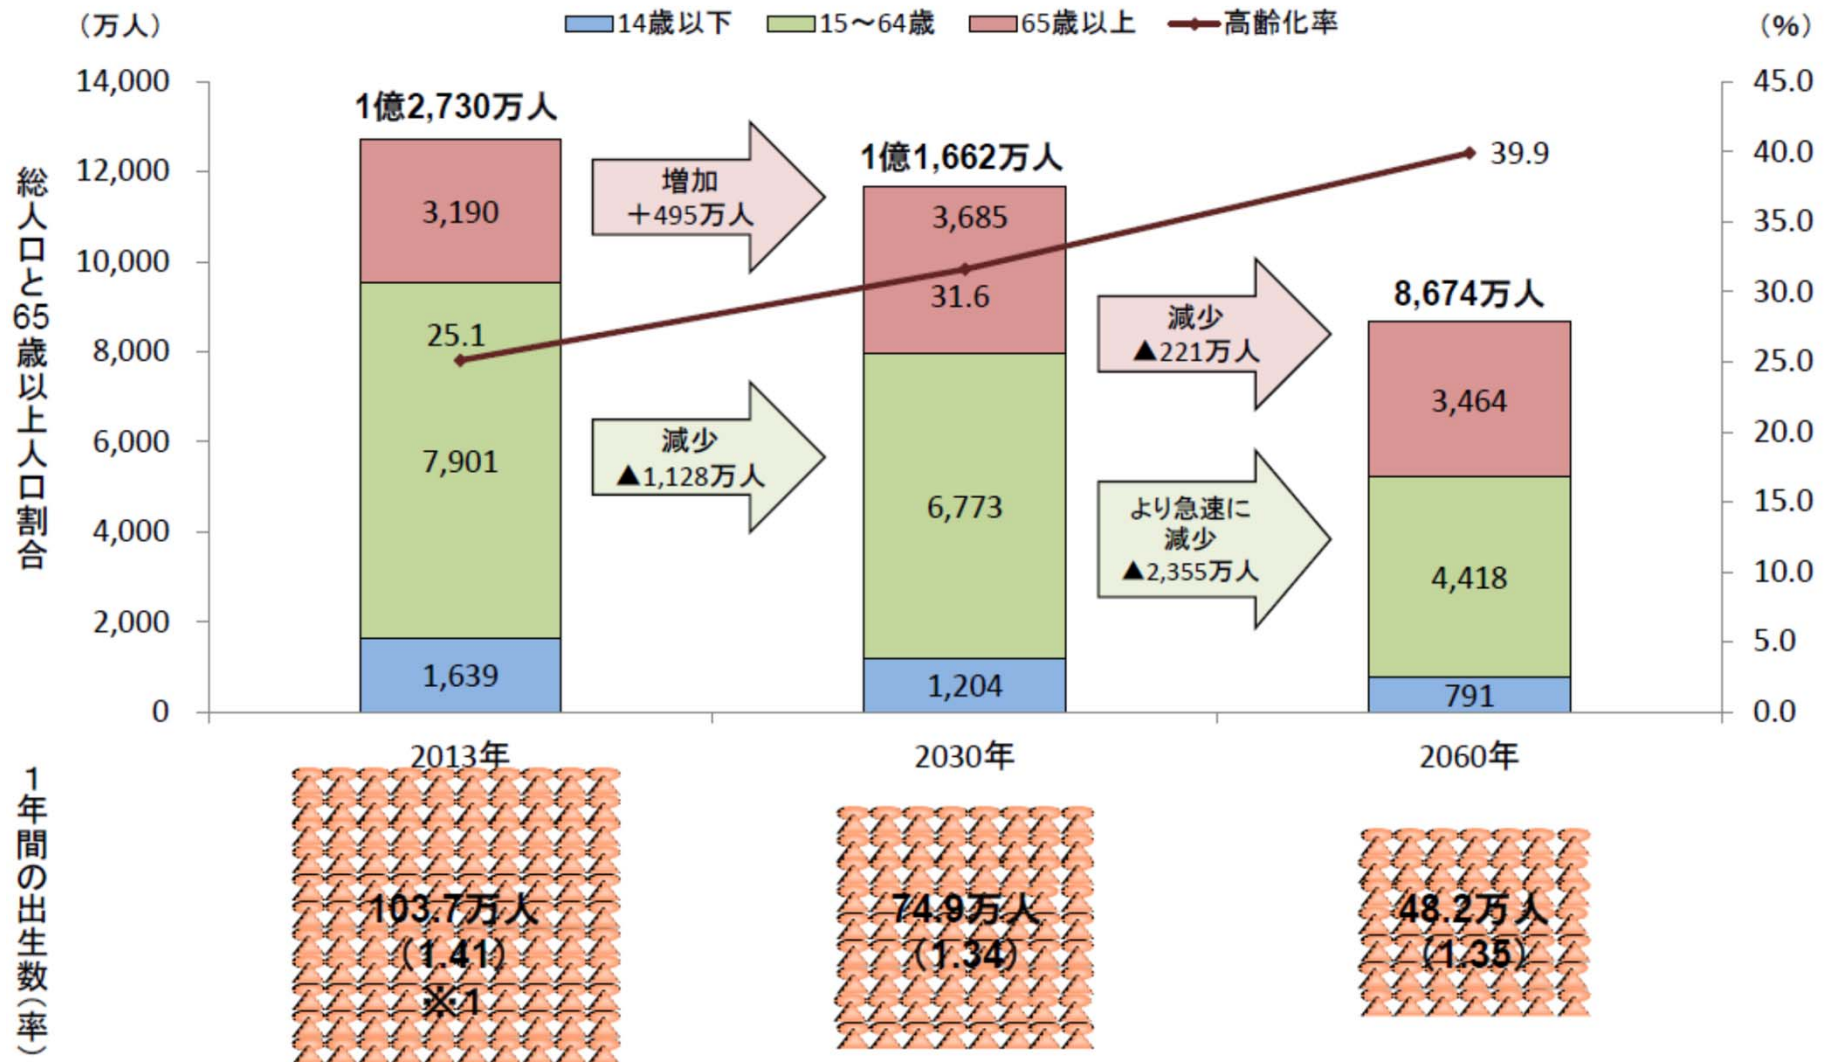 （万人）
14歳以下 15～64歳 65歳以上 高齢化率
（%）
総人口と65歳以上人口割合
14,000
12,000
10,000
8,000
6,000
4,000
2,000
0
1億2,730万人
3,190
25.1
7,901
1,639
増加
＋495万人
減少
▲1,128万人
1億1,662万人
3,685
31.6
6,773
1,204
減少
▲221万人
より急速に
減少
▲2,355万人
8,674万人
39.9
3,464
4,418
791
45.0
40.0
35.0
30.0
25.0
20.0
15.0
10.0
5.0
0.0
2013年 2030年 2060年
１年間の出生数（率）
103.7万人
（1.41）
※１
74.9万人
（1.34）
48.2万人
（1.35）